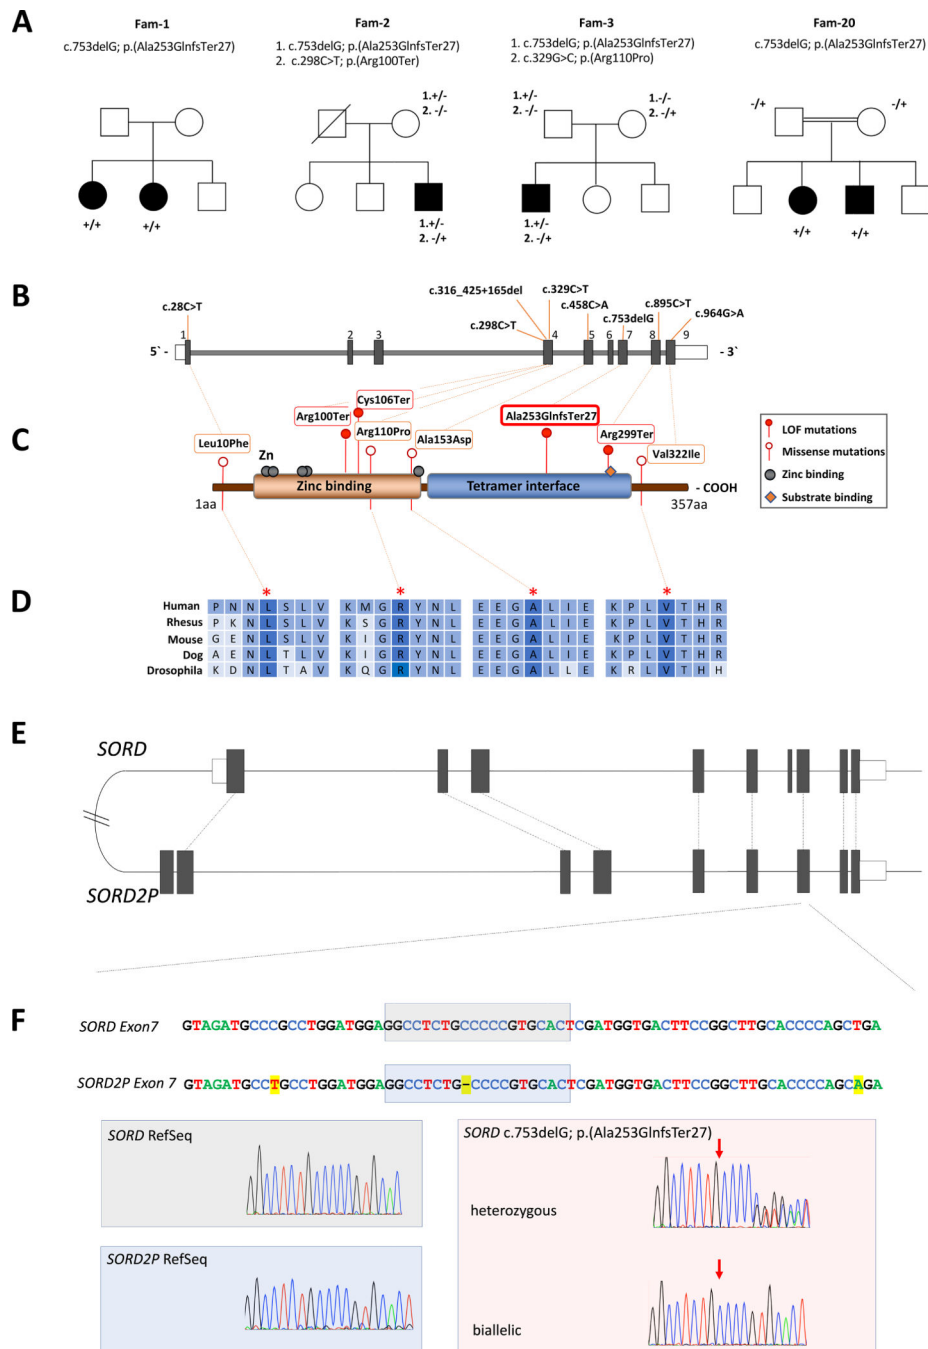 A
Fam-1
c.753delG; p.(Ala253GlnfsTer27)
+/+
+/+
Fam-2
1. c.753delG; p.(Ala253GlnfsTer27)
2. c.298C>T; p.(Arg100Ter)
1.+/-
2. -/-
1.+/-
2. -/+
Fam-3
1. c.753delG; p.(Ala253GlnfsTer27)
2. c.329G>C; p.(Arg110Pro)
1.+/-
2. -/-
1.-/-
2. -/+
1.+/-
2. -/+
Fam-20
c.753delG; p.(Ala253GlnfsTer27)
-/+
-/+
+/+
+/+
B
c.28C>T
c.316_425+165del
c.329C>T
c.298C>T
c.458C>A
c.753delG
c.895C>T
c.964G>A
5` -
1
2
3
4
5
6
7
8
9
- 3`
C
Leu10Phe
Arg100Ter
Cys106Ter
Arg110Pro
Ala153Asp
Ala253GlnfsTer27
Arg299Ter
Val322Ile
Zn
Zinc binding
Tetramer interface
- COOH
1aa
357aa
LOF mutations
Missense mutations
Zinc binding
Substrate binding
D
* * * *
Human P N N L S L V K M G R Y N L E E G A L I E K P L V T H R
Rhesus P K N L S L V K S G R Y N L E E G A L I E K P L V T H R
Mouse G E N L S L V K I G R Y N L E E G A L I E K P L V T H R
Dog A E N L T L V K I G R Y N L E E G A L I E K P L V T H R
Drosophila K D N L T A V K Q G R Y N L E E G A L L E K R L V T H H
E
SORD
SORD2P
F
SORD Exon7 GTAGATGCCCGCCTGGATGGAGGCCTCTGCCCCCGTGCACTCGATGGTGACTTCCGGCTTGCACCCCAGCTGA
SORD2P Exon 7 GTAGATGCCTGCCTGGATGGAGGCCTCTG-CCCCGTGCACTCGATGGTGACTTCCGGCTTGCACCCCAGCAGA
SORD RefSeq
SORD2P RefSeq
SORD c.753delG; p.(Ala253GlnfsTer27)
heterozygous
biallelic